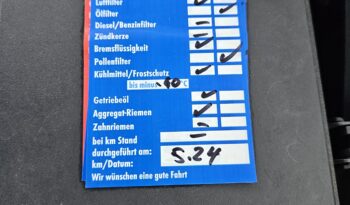 Luftfilter
Ölfilter
Diesel/Benzinfilter
Zündkerze
Bremsflüssigkeit
Pollenfilter
Kühlmittel/Frostschutz
bis minus -40 °C
Getriebeöl
Aggregat-Riemen
Zahnriemen
bei km Stand
durchgeführt am: 5.24
km/Datum:
Wir wünschen eine gute Fahrt